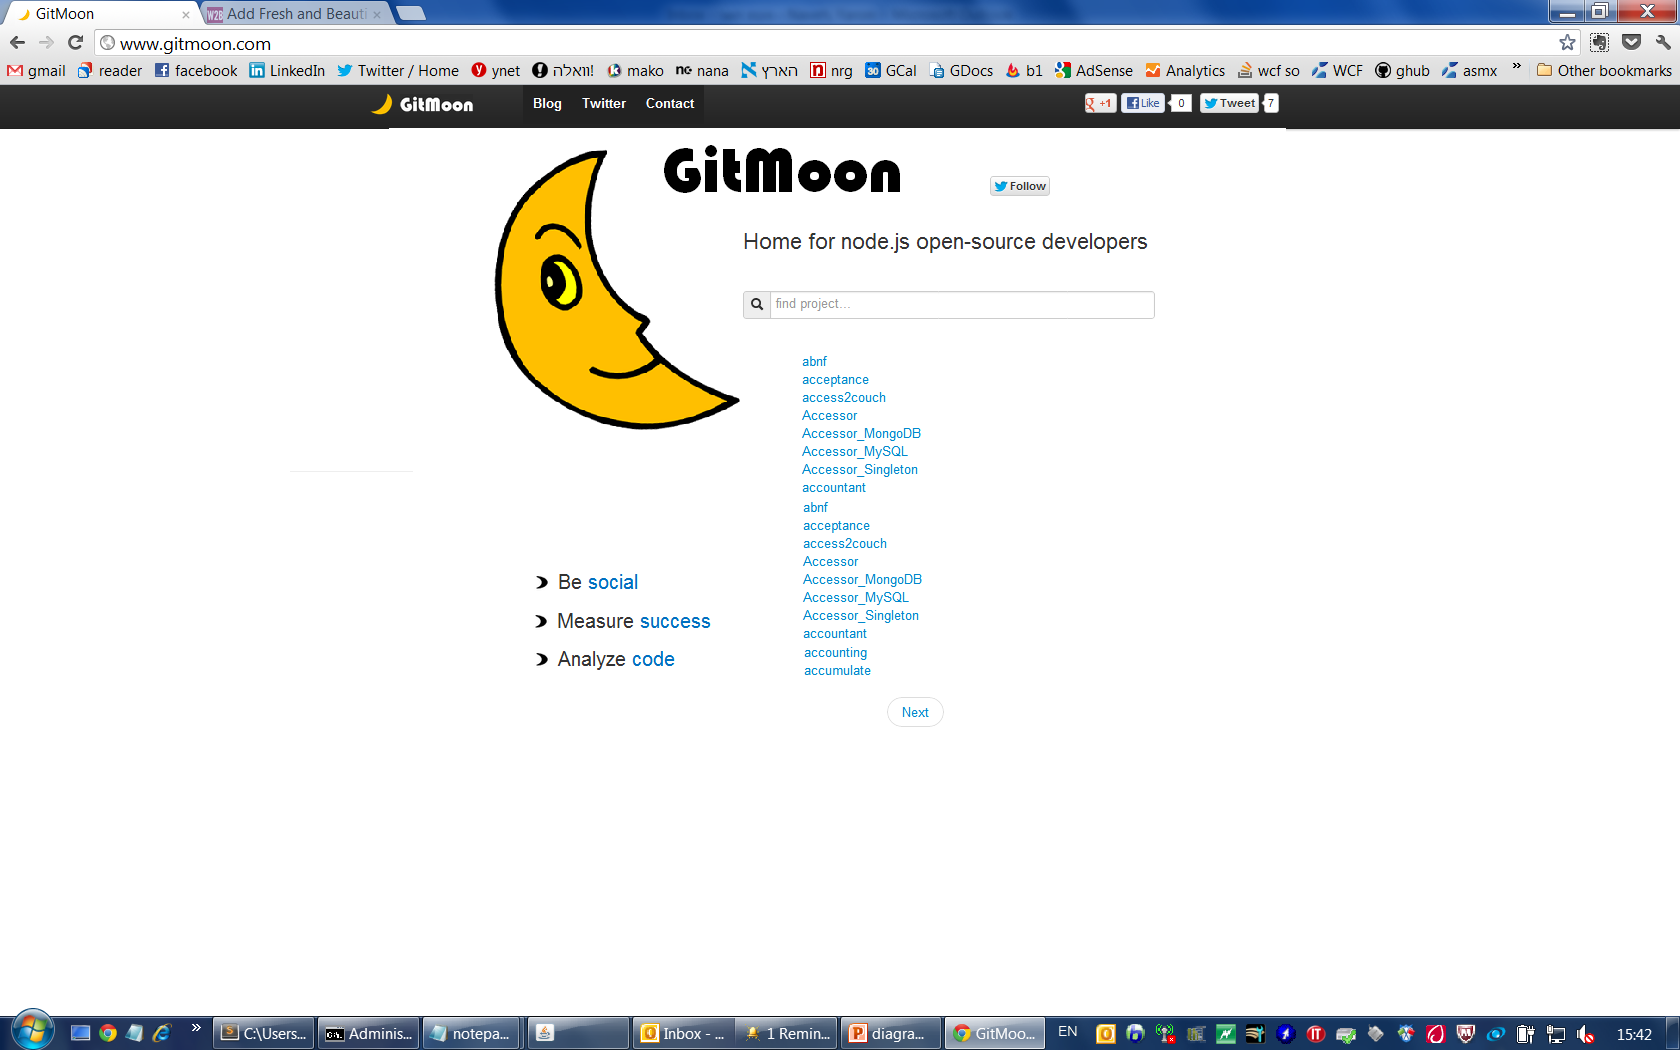 GitMoon
W2B Add Fresh and Beauti
www.gitmoon.com
gmail reader facebook LinkedIn Twitter / Home ynet וואלה! mako nana הארץ nrg GCal GDocs b1 AdSense Analytics wcf so WCF ghub asmx » Other bookmarks
GitMoon Blog Twitter Contact +1 Like 0 Tweet 7
GitMoon
Follow
Home for node.js open-source developers
find project...
abnf
acceptance
access2couch
Accessor
Accessor_MongoDB
Accessor_MySQL
Accessor_Singleton
accountant
abnf
acceptance
access2couch
Accessor
Accessor_MongoDB
Accessor_MySQL
Accessor_Singleton
accountant
accounting
accumulate
Be social
Measure success
Analyze code
Next
» C:\Users... Adminis... notepa... Inbox - ... 1 Remin... diagra... GitMoo... EN 15:42